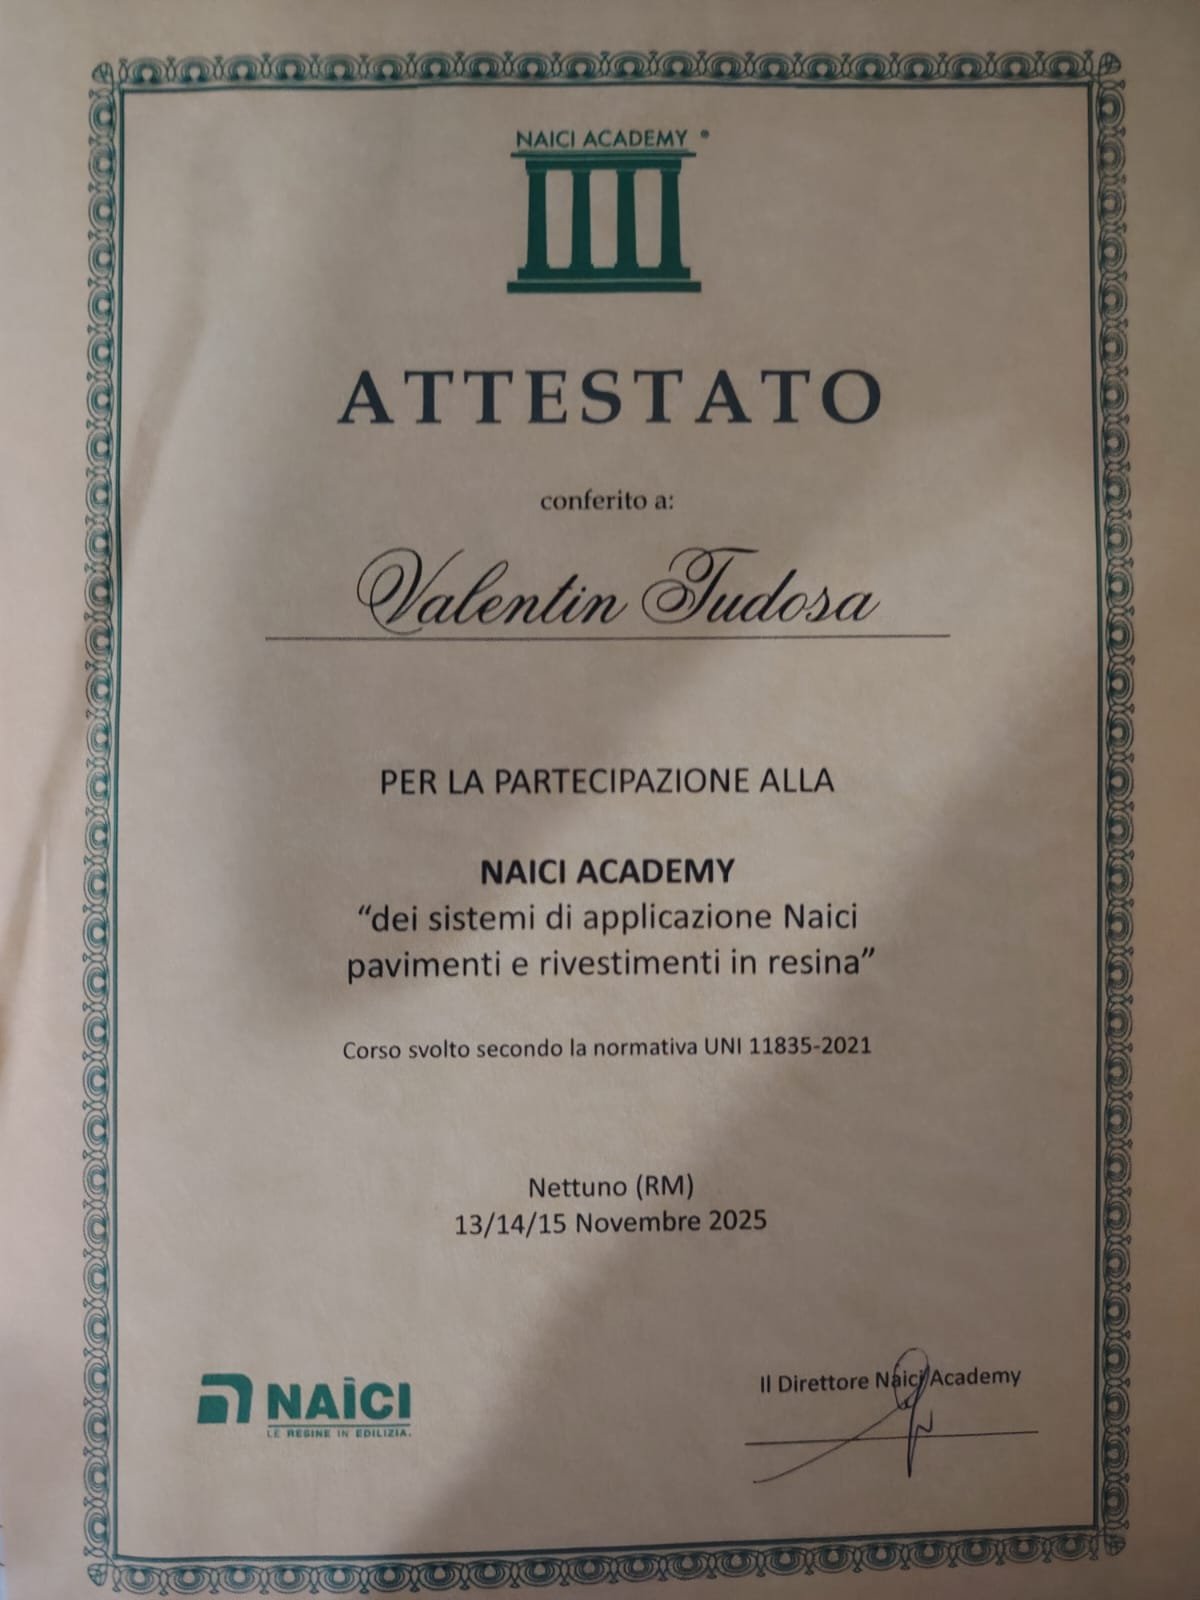 NAICI ACADEMY ®
ATTESTATO
conferito a:
Valentin Tudosa
PER LA PARTECIPAZIONE ALLA
NAICI ACADEMY
“dei sistemi di applicazione Naici
pavimenti e rivestimenti in resina”
Corso svolto secondo la normativa UNI 11835-2021
Nettuno (RM)
13/14/15 Novembre 2025
NAÎCI
LE RESINE IN EDILIZIA.
Il Direttore Naici Academy